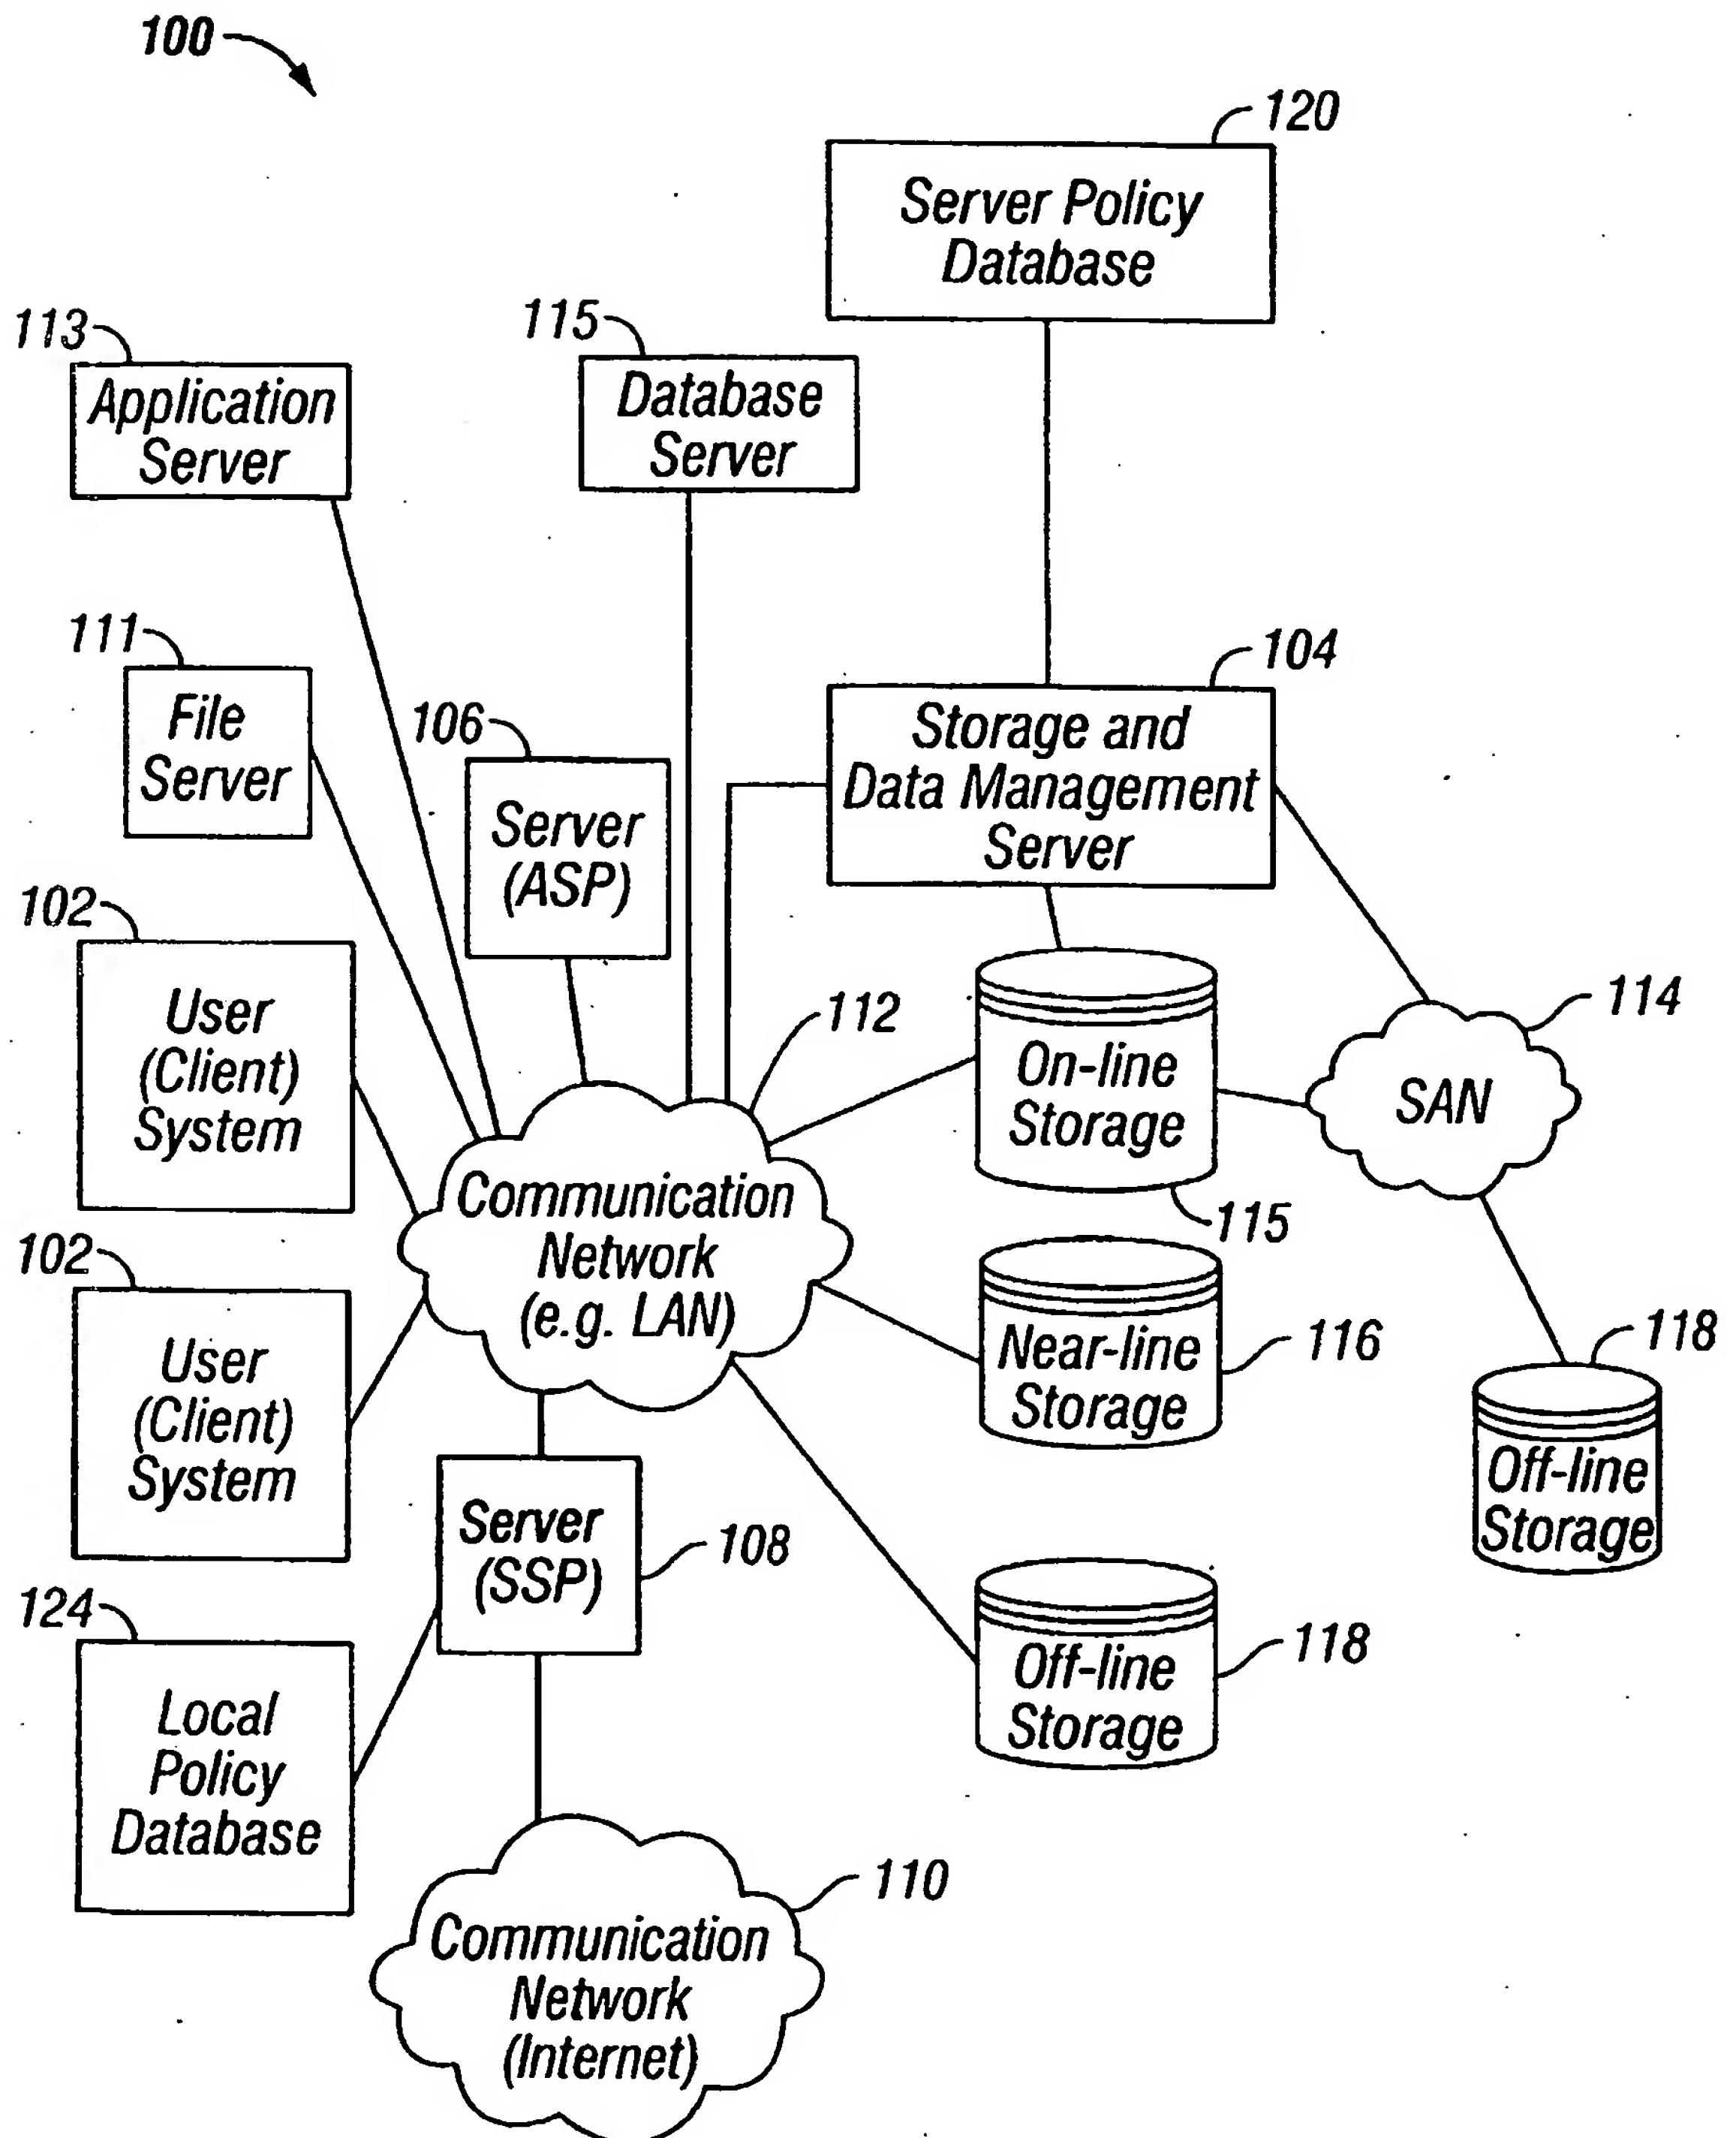 100
120
Server Policy
Database
113
Application
Server
115
Database
Server
111
File
Server
106
Server
(ASP)
104
Storage and
Data Management
Server
102
User
(Client)
System
112
On-line
Storage
115
114
SAN
Communication
Network
(e.g. LAN)
102
User
(Client)
System
Near-line
Storage
116
118
Off-line
Storage
Server
(SSP)
108
124
Local
Policy
Database
Off-line
Storage
118
110
Communication
Network
(Internet)